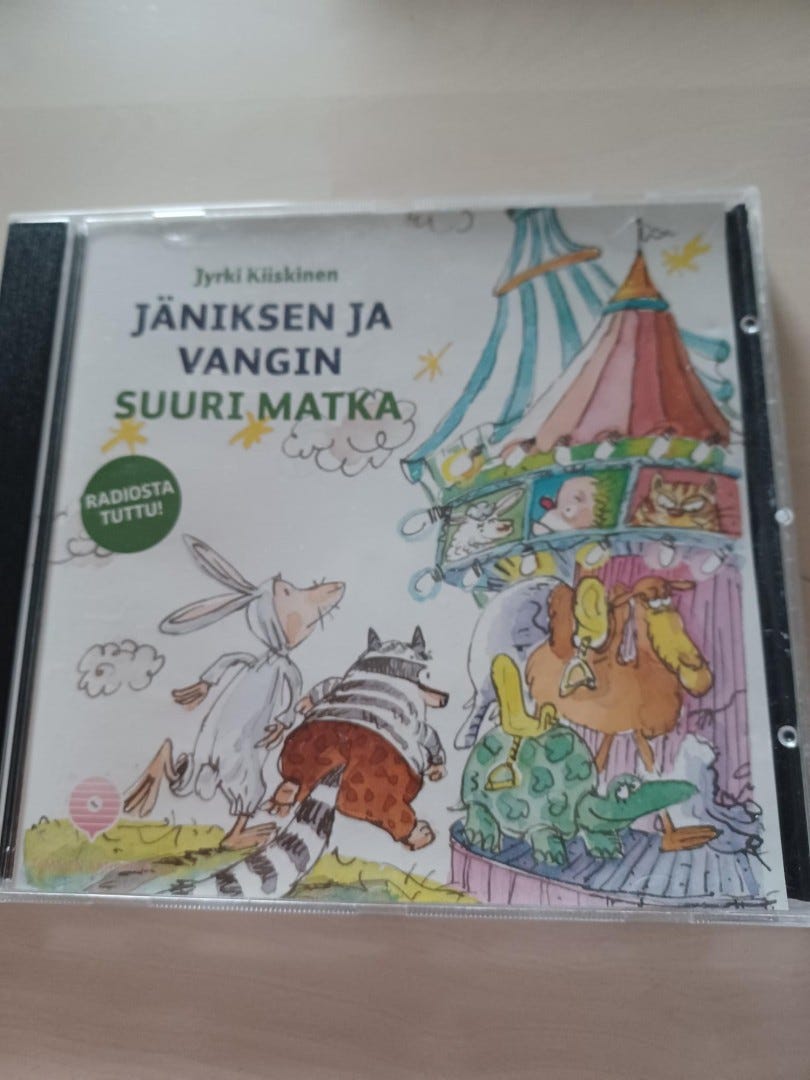 Jyrki Kiiskinen
JÄNIKSEN JA
VANGIN
SUURI MATKA
RADIOSTA
TUTTU!